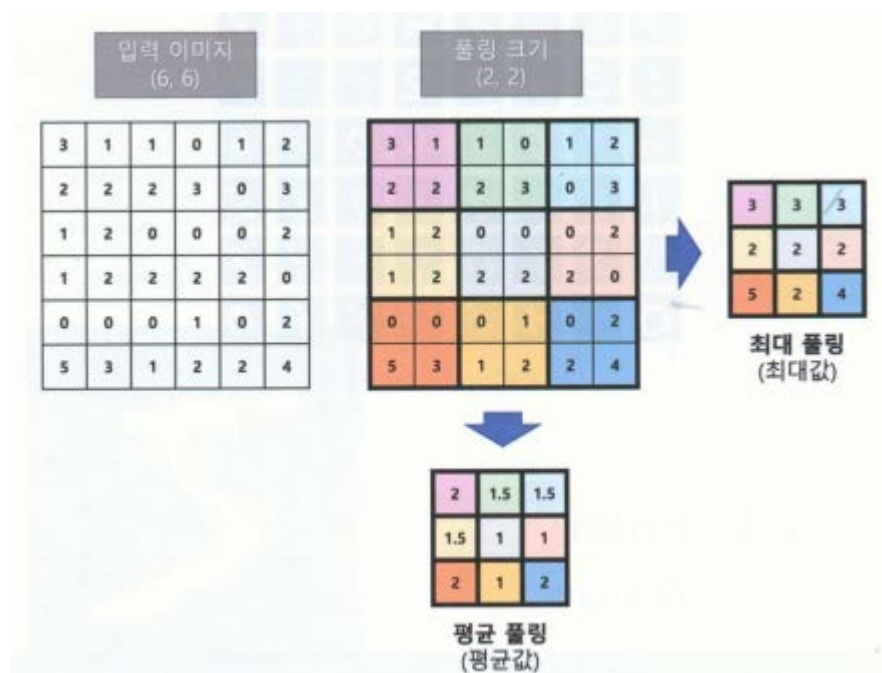 입력 이미지
(6, 6)
풀링 크기
(2, 2)
3 1 1 0 1 2
2 2 2 3 0 3
1 2 0 0 0 2
1 2 2 2 2 0
0 0 0 1 0 2
5 3 1 2 2 4
3 1 1 0 1 2
2 2 2 3 0 3
1 2 0 0 0 2
1 2 2 2 2 0
0 0 0 1 0 2
5 3 1 2 2 4
3 3 3
2 2 2
5 2 4
최대 풀링
(최대값)
2 1.5 1.5
1.5 1 1
2 1 2
평균 풀링
(평균값)